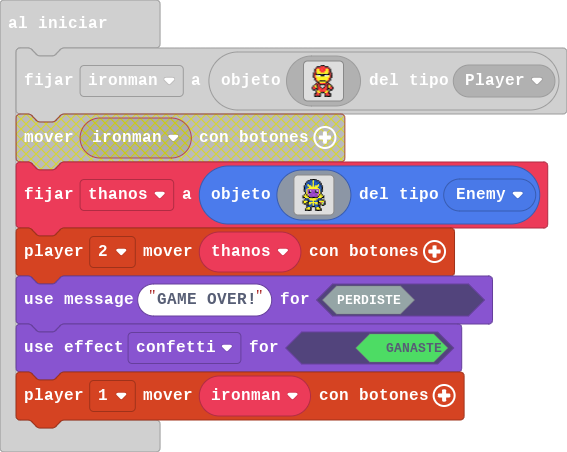 al iniciar
fijar ironman a objeto del tipo Player
mover ironman con botones
fijar thanos a objeto del tipo Enemy
player 2 mover thanos con botones
use message "GAME OVER!" for PERDISTE
use effect confetti for GANASTE
player 1 mover ironman con botones